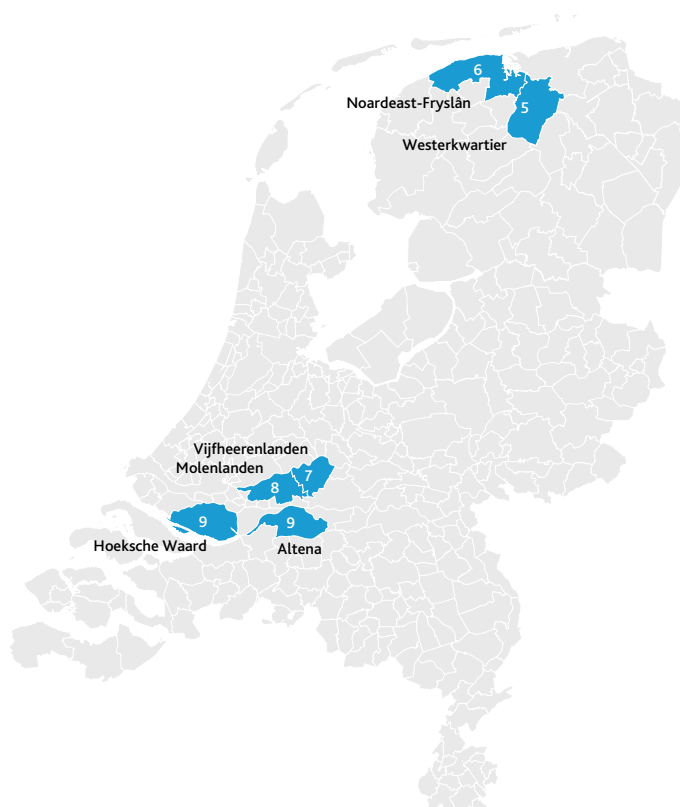 6
Noardeast-Fryslân
5
Westerkwartier
Vijfheerenlanden
Molenlanden
7
8
9
9
Hoeksche Waard
Altena